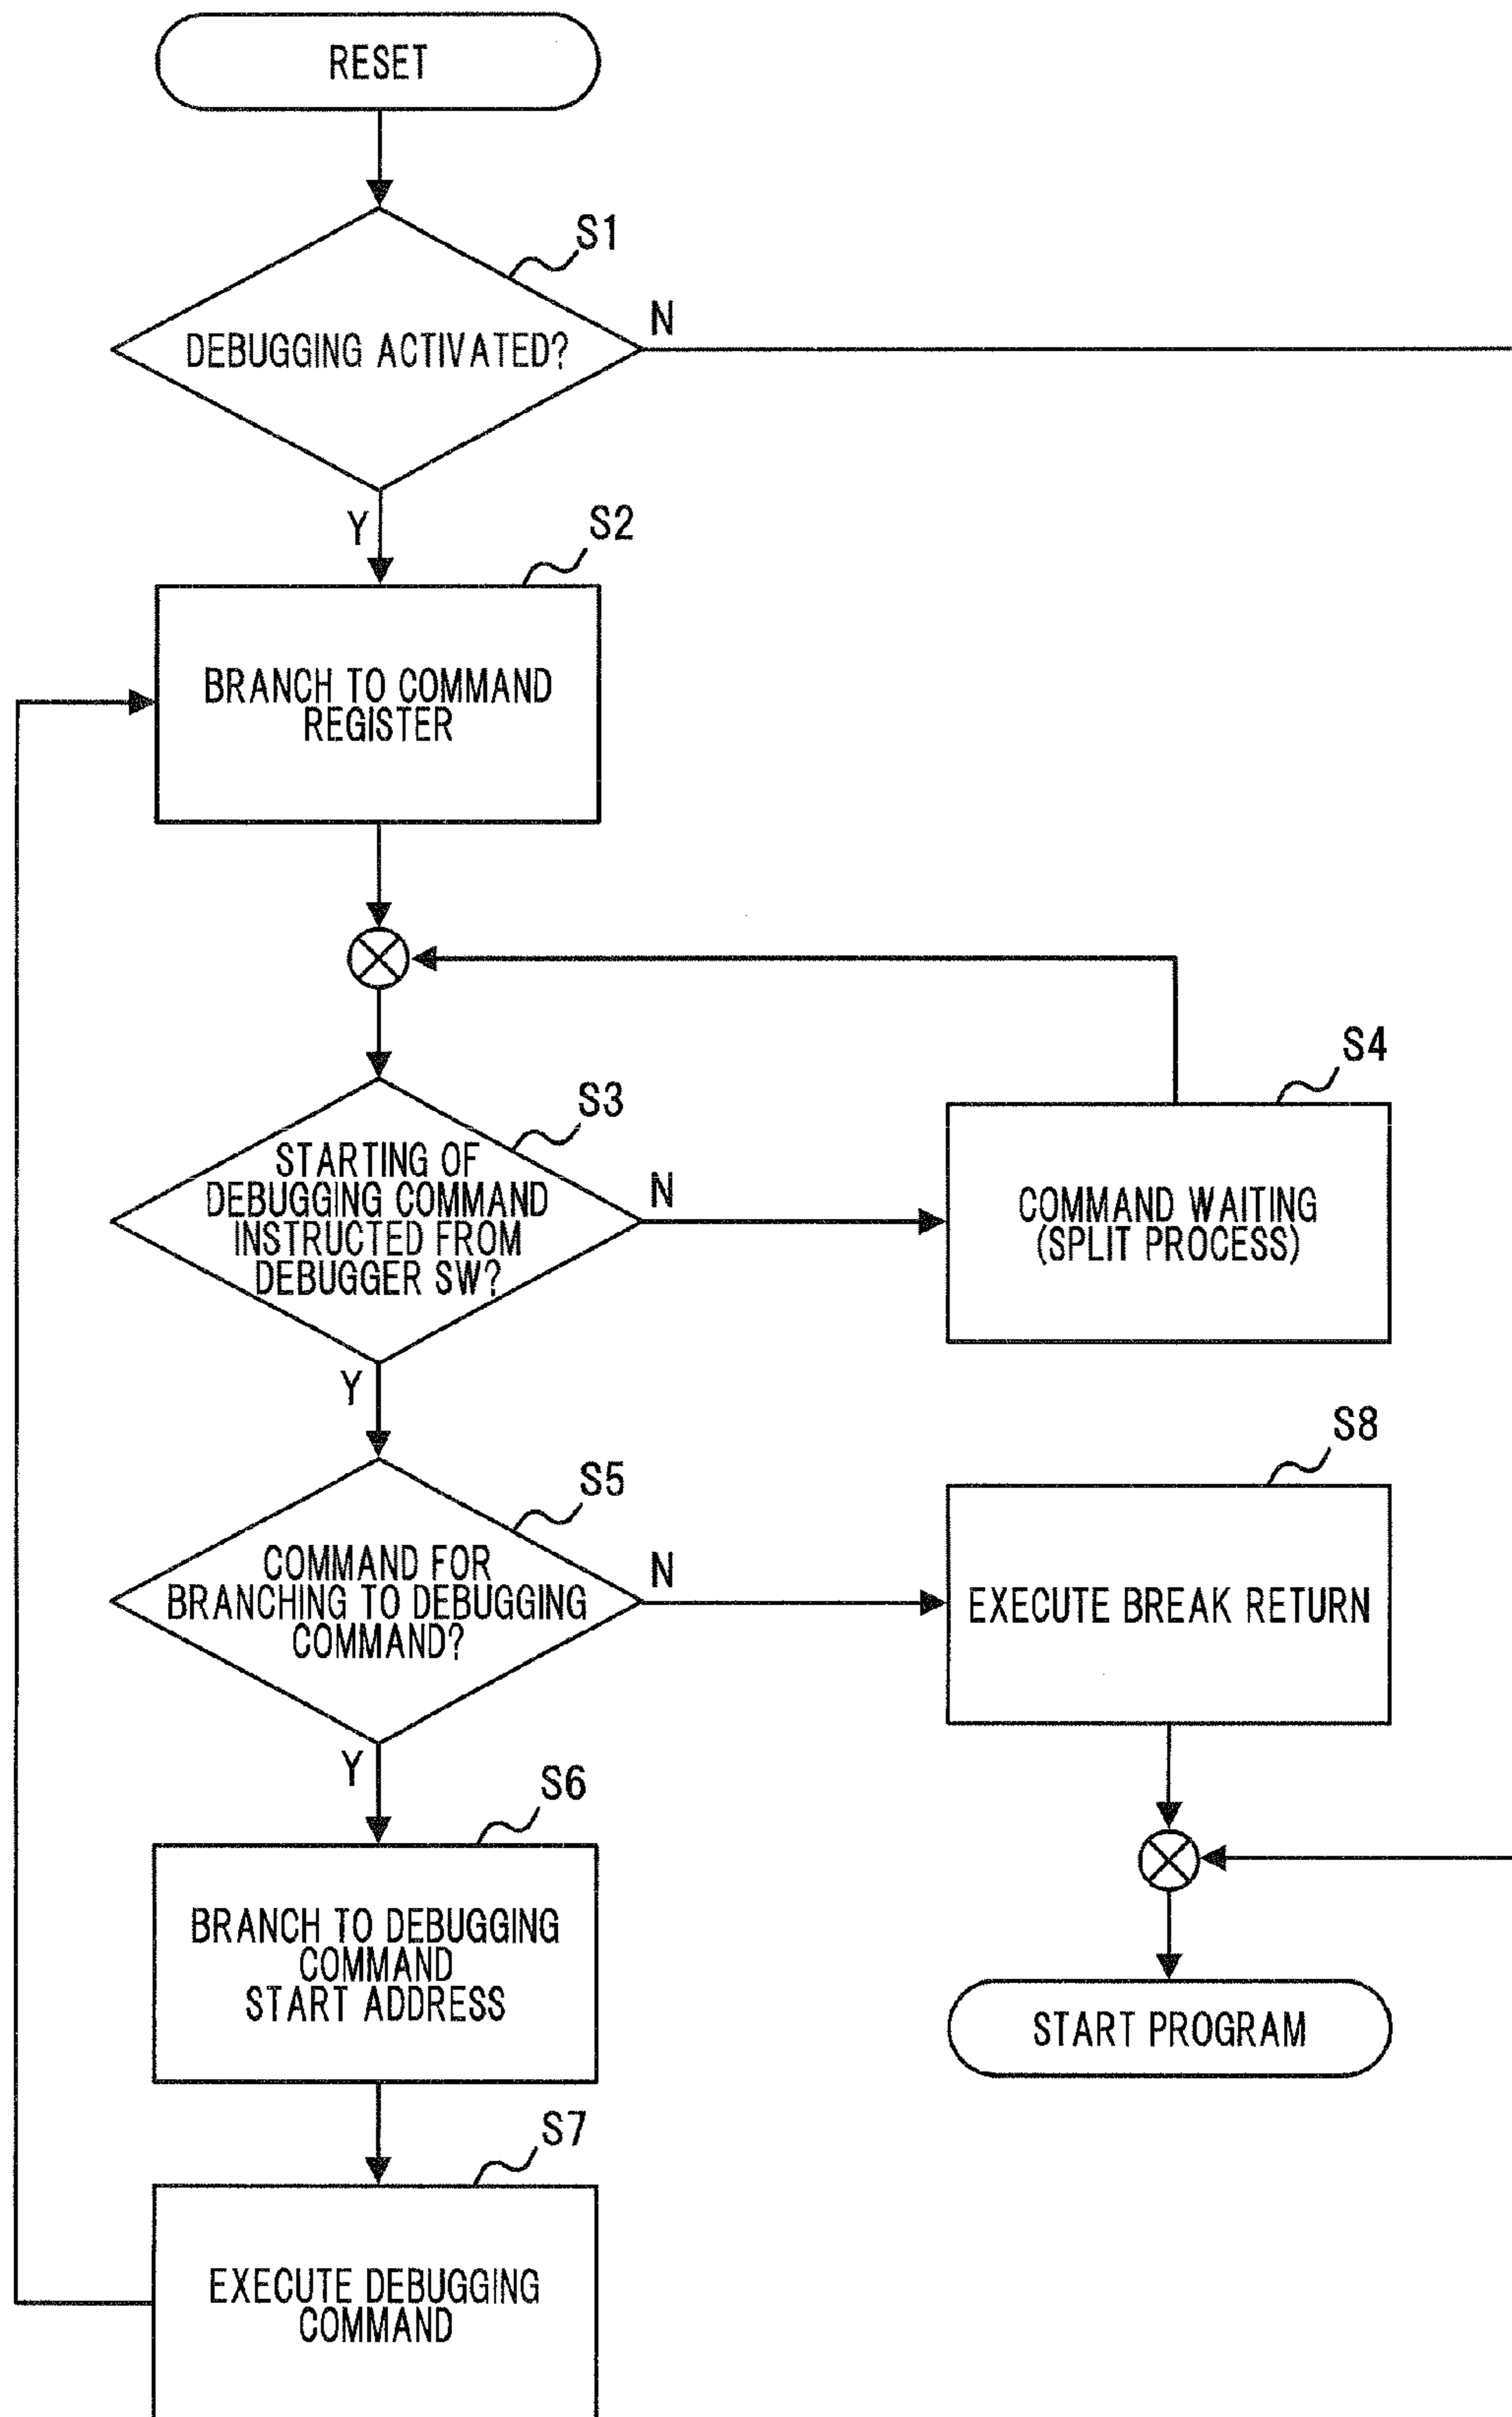 RESET
S1
DEBUGGING ACTIVATED?
N
Y
S2
BRANCH TO COMMAND
REGISTER
S3
STARTING OF
DEBUGGING COMMAND
INSTRUCTED FROM
DEBUGGER SW?
N
S4
COMMAND WAITING
(SPLIT PROCESS)
Y
S5
COMMAND FOR
BRANCHING TO DEBUGGING
COMMAND?
N
S8
EXECUTE BREAK RETURN
Y
S6
BRANCH TO DEBUGGING
COMMAND
START ADDRESS
START PROGRAM
S7
EXECUTE DEBUGGING
COMMAND